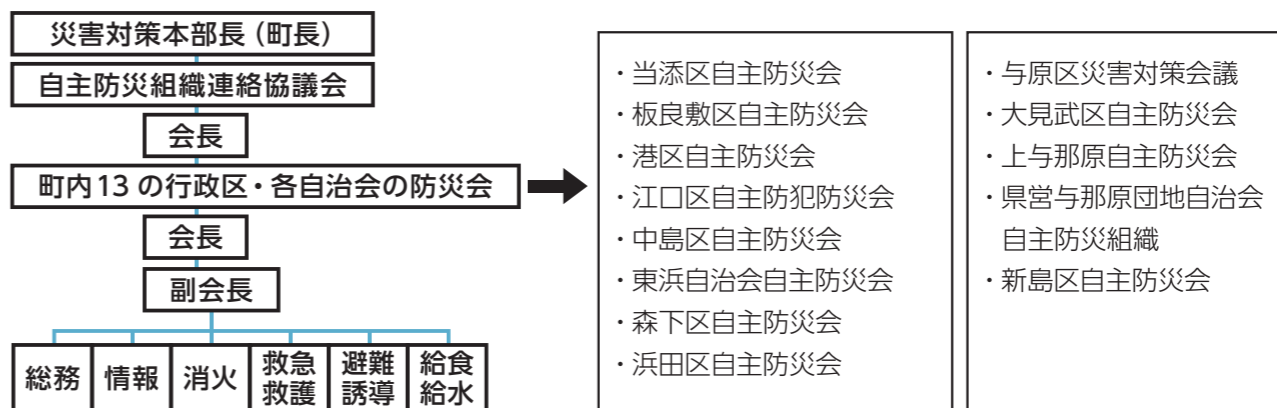 災害対策本部長（町長）
自主防災組織連絡協議会
会長
町内13の行政区・各自治会の防災会
会長
副会長
総務
情報
消火
救急
救護
避難
誘導
給食
給水
・当添区自主防災会
・板良敷区自主防災会
・港区自主防災会
・江口区自主防犯防災会
・中島区自主防災会
・東浜自治会自主防災会
・森下区自主防災会
・浜田区自主防災会
・与原区災害対策会議
・大見武区自主防災会
・上与那原自主防災会
・県営与那原団地自治会
自主防災組織
・新島区自主防災会